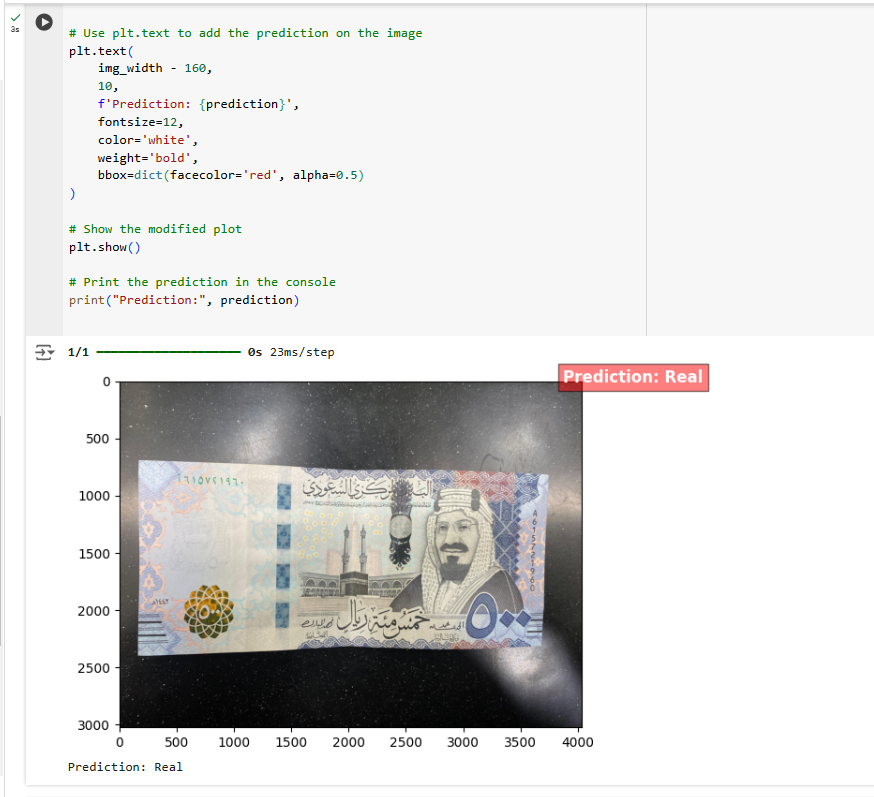 3s
# Use plt.text to add the prediction on the image
plt.text(
img_width - 160,
10,
f'Prediction: {prediction}',
fontsize=12,
color='white',
weight='bold',
bbox=dict(facecolor='red', alpha=0.5)
)
# Show the modified plot
plt.show()
# Print the prediction in the console
print("Prediction:", prediction)
1/1 0s 23ms/step
Prediction: Real
0
500
1000
1500
2000
2500
3000
البنك المركزي السعودي
A615721960
٥٠٠
خمس مئة ريال
٥٠٠
0 500 1000 1500 2000 2500 3000 3500 4000
Prediction: Real